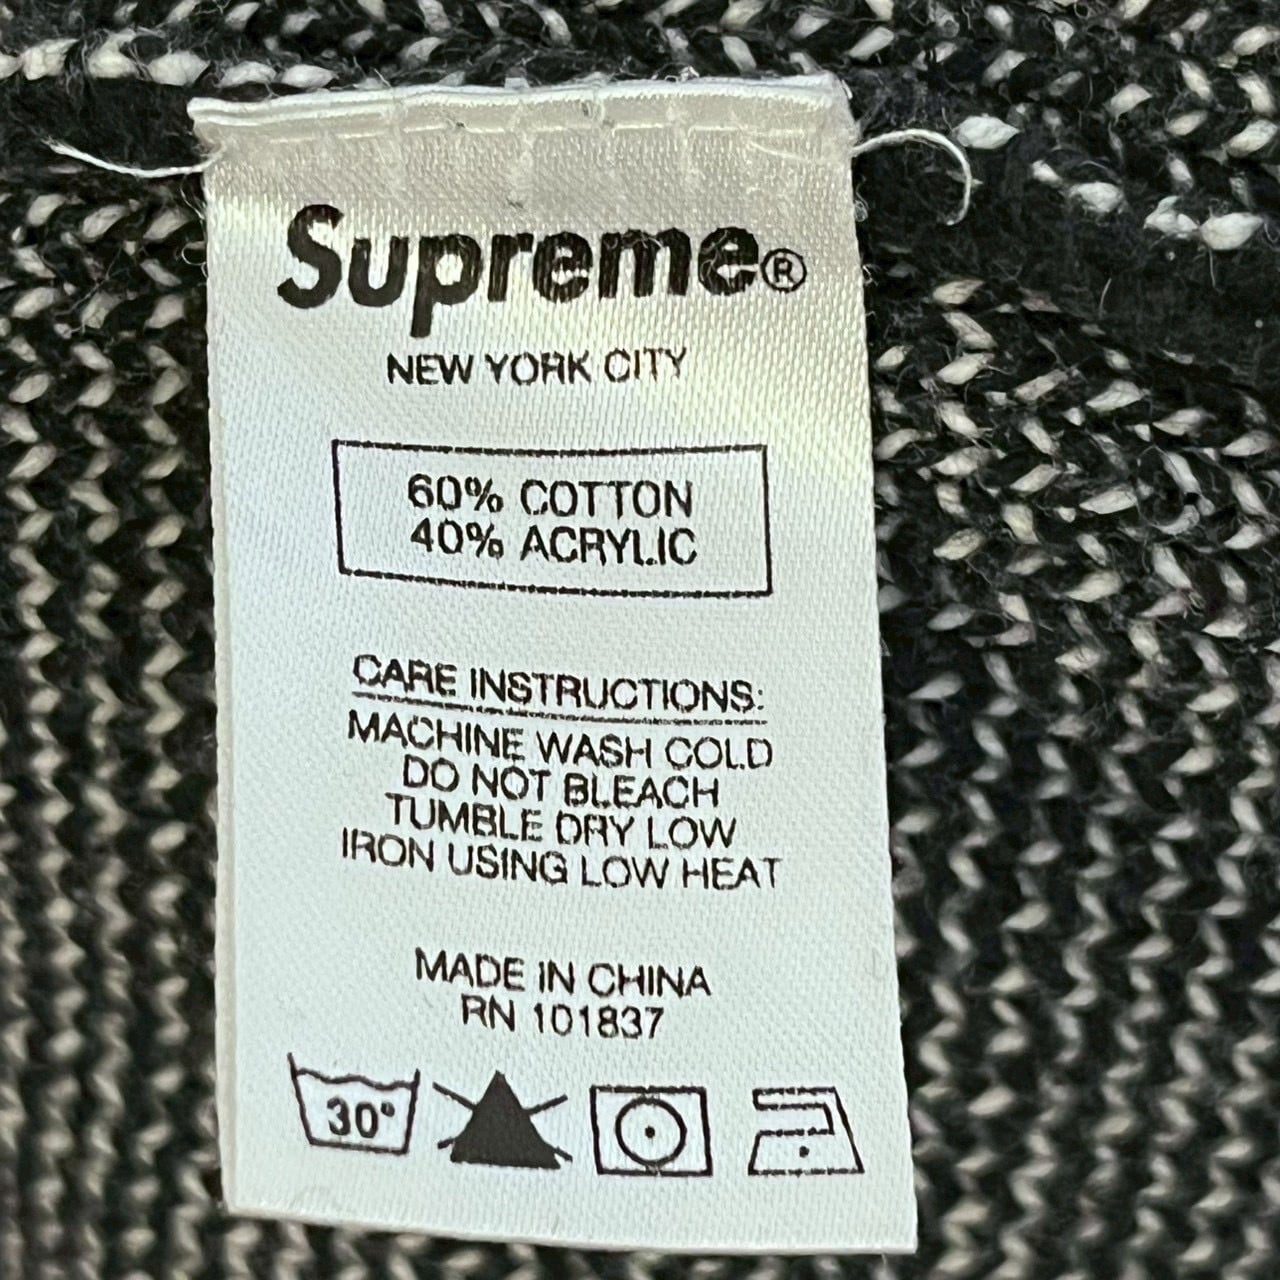 Supreme®
NEW YORK CITY
60% COTTON
40% ACRYLIC
CARE INSTRUCTIONS:
MACHINE WASH COLD
DO NOT BLEACH
TUMBLE DRY LOW
IRON USING LOW HEAT
MADE IN CHINA
RN 101837
30°